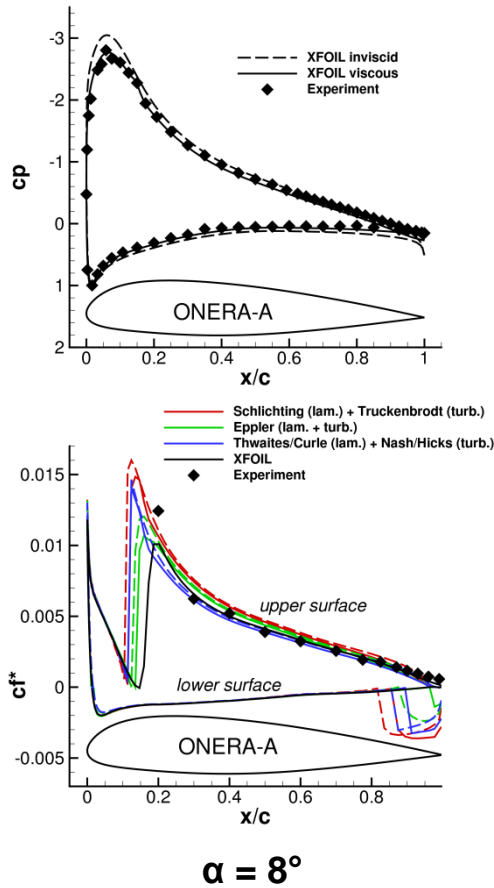 -3
-2
-1
0
1
2
cp
XFOIL inviscid
XFOIL viscous
Experiment
ONERA-A
0 0.2 0.4 0.6 0.8 1
x/c
Schlichting (lam.) + Truckenbrodt (turb.)
Eppler (lam. + turb.)
Thwaites/Curle (lam.) + Nash/Hicks (turb.)
XFOIL
Experiment
0.015
0.01
0.005
0
-0.005
cf*
upper surface
lower surface
ONERA-A
0 0.2 0.4 0.6 0.8
x/c
α = 8°